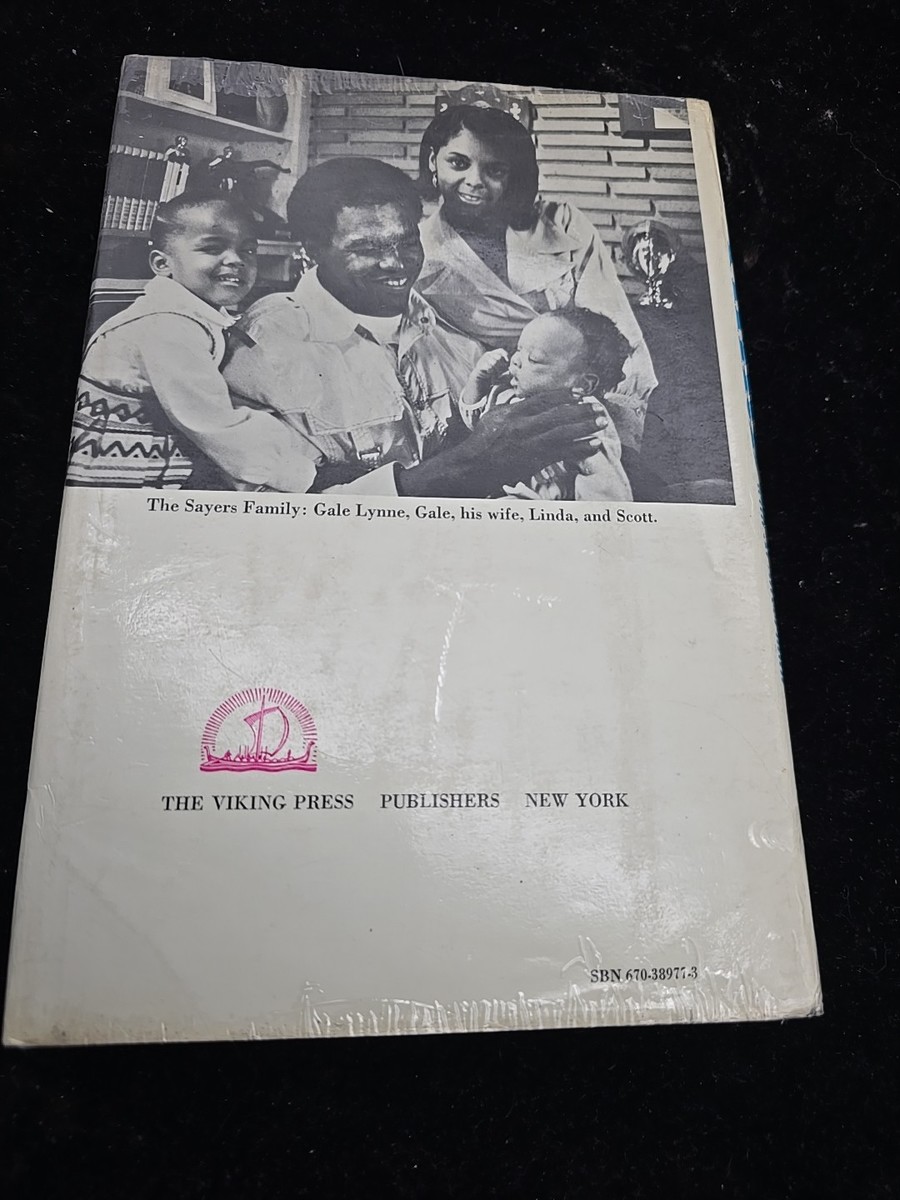 The Sayers Family: Gale Lynne, Gale, his wife, Linda, and Scott.
THE VIKING PRESS PUBLISHERS NEW YORK
SBN 670-38977-3